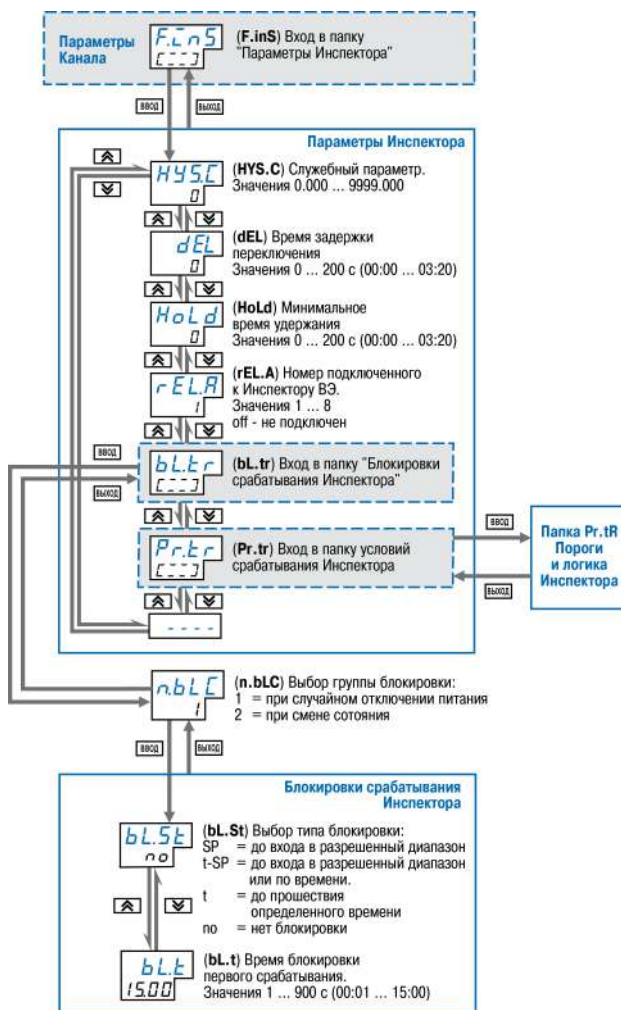 Параметры
Канала
F.inS
[---]
(F.inS) Вход в папку
"Параметры Инспектора"
ВВОД
ВЫХОД
Параметры Инспектора
HYS.C
0
(HYS.C) Служебный параметр.
Значения 0.000 ... 9999.000
dEL
0
(dEL) Время задержки
переключения
Значения 0 ... 200 с (00:00 ... 03:20)
HoLd
0
(HoLd) Минимальное
время удержания
Значения 0 ... 200 с (00:00 ... 03:20)
rEL.A
1
(rEL.A) Номер подключенного
к Инспектору ВЭ.
Значения 1 ... 8
off - не подключен
ВВОД
ВЫХОД
bL.tr
[---]
(bL.tr) Вход в папку "Блокировки
срабатывания Инспектора"
Pr.tr
[---]
(Pr.tr) Вход в папку условий
срабатывания Инспектора
ВВОД
ВЫХОД
Папка Pr.tR
Пороги
и логика
Инспектора
----
n.bLC
1
(n.bLC) Выбор группы блокировки:
1 = при случайном отключении питания
2 = при смене сотояния
ВВОД
ВЫХОД
Блокировки срабатывания
Инспектора
bL.St
no
(bL.St) Выбор типа блокировки:
SP = до входа в разрешенный диапазон
t-SP = до входа в разрешенный диапазон
или по времени.
t = до прошествия
определенного времени
no = нет блокировки
bL.t
15.00
(bL.t) Время блокировки
первого срабатывания.
Значения 1 ... 900 с (00:01 ... 15:00)